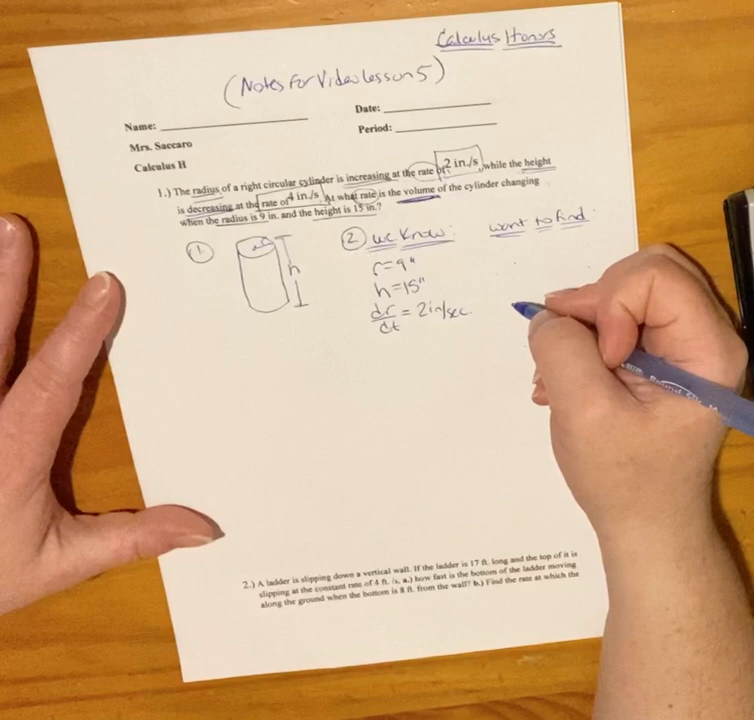 Calculus Honors
(Notes for Video lesson 5)
Name: Date:
Mrs. Saccaro Period:
Calculus H
1.) The radius of a right circular cylinder is increasing at the rate of 2 in./s, while the height
is decreasing at the rate of 4 in./s. At what rate is the volume of the cylinder changing
when the radius is 9 in. and the height is 15 in.?
1 2 we know: want to find:
h r=9"
h=15"
dr/dt = 2in/sec.
2.) A ladder is slipping down a vertical wall. If the ladder is 17 ft. long and the top of it is
slipping at the constant rate of 4 ft. /s, a.) how fast is the bottom of the ladder moving
along the ground when the bottom is 8 ft. from the wall? b.) Find the rate at which the